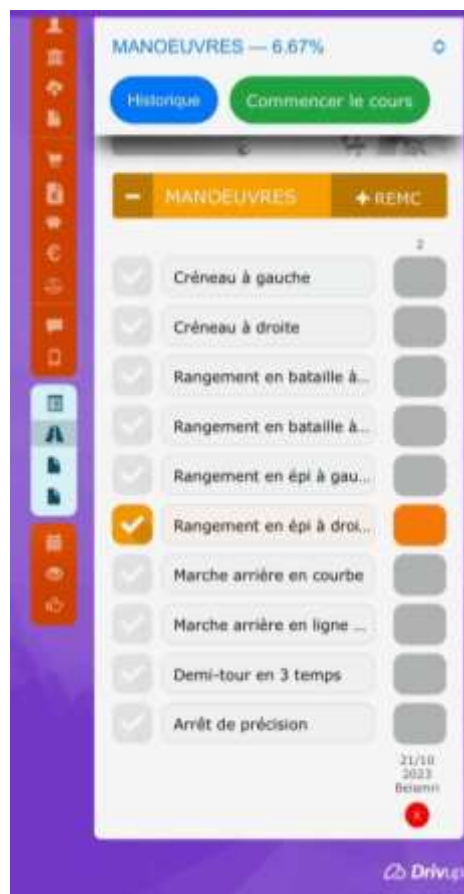 MANOEUVRES — 6.67%
Historique
Commencer le cours
MANOEUVRES
+ REMC
2
Créneau à gauche
Créneau à droite
Rangement en bataille à...
Rangement en bataille à...
Rangement en épi à gau...
Rangement en épi à droi...
Marche arrière en courbe
Marche arrière en ligne ...
Demi-tour en 3 temps
Arrêt de précision
21/10
2023